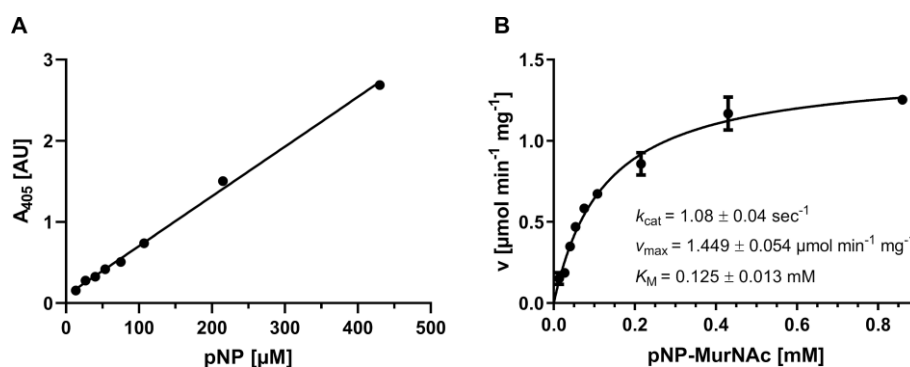 A
B
3
2
1
0
A405 [AU]
0
100
200
300
400
500
pNP [µM]
1.5
1.0
0.5
0.0
v [µmol min⁻¹ mg⁻¹]
kcat = 1.08 ± 0.04 sec⁻¹
vmax = 1.449 ± 0.054 µmol min⁻¹ mg⁻¹
KM = 0.125 ± 0.013 mM
0.0
0.2
0.4
0.6
0.8
pNP-MurNAc [mM]